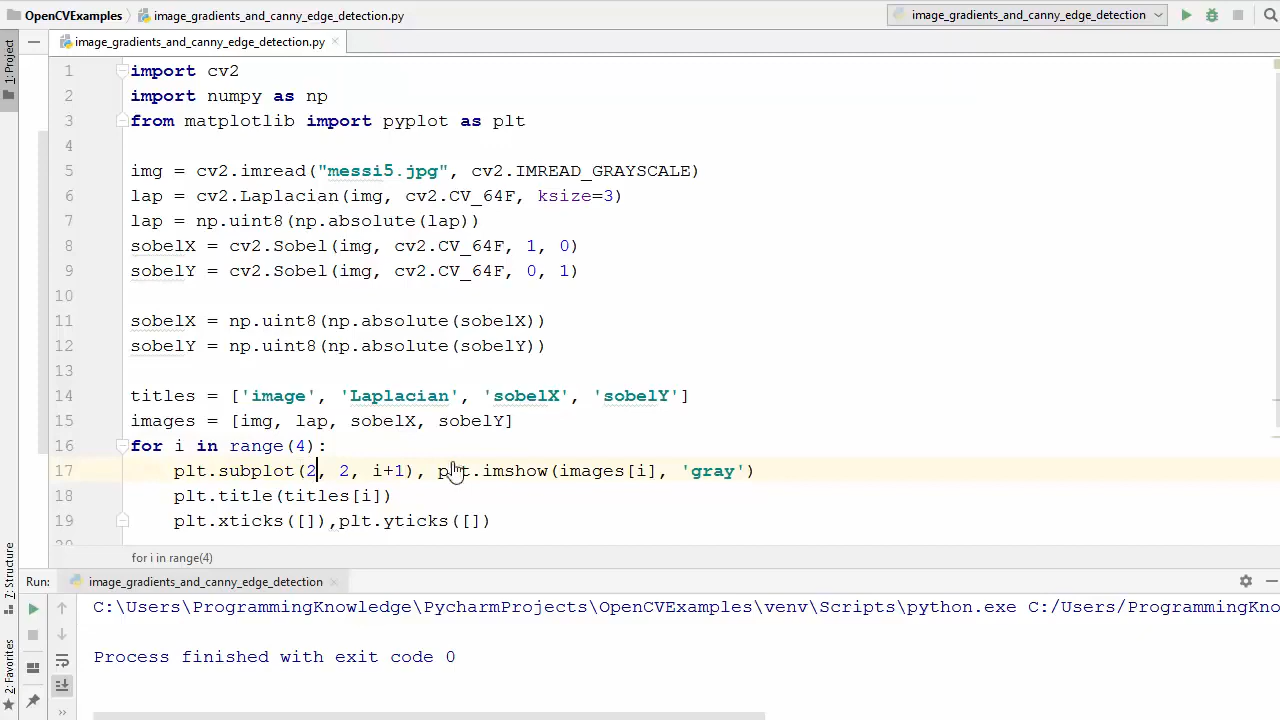 OpenCVExamples image_gradients_and_canny_edge_detection.py image_gradients_and_canny_edge_detection
image_gradients_and_canny_edge_detection.py
1: Project
1 import cv2
2 import numpy as np
3 from matplotlib import pyplot as plt
4
5 img = cv2.imread("messi5.jpg", cv2.IMREAD_GRAYSCALE)
6 lap = cv2.Laplacian(img, cv2.CV_64F, ksize=3)
7 lap = np.uint8(np.absolute(lap))
8 sobelX = cv2.Sobel(img, cv2.CV_64F, 1, 0)
9 sobelY = cv2.Sobel(img, cv2.CV_64F, 0, 1)
10
11 sobelX = np.uint8(np.absolute(sobelX))
12 sobelY = np.uint8(np.absolute(sobelY))
13
14 titles = ['image', 'Laplacian', 'sobelX', 'sobelY']
15 images = [img, lap, sobelX, sobelY]
16 for i in range(4):
17 plt.subplot(2, 2, i+1), plt.imshow(images[i], 'gray')
18 plt.title(titles[i])
19 plt.xticks([]),plt.yticks([])
for i in range(4)
7: Structure
2: Favorites
Run: image_gradients_and_canny_edge_detection
C:\Users\ProgrammingKnowledge\PycharmProjects\OpenCVExamples\venv\Scripts\python.exe C:/Users/ProgrammingKno
Process finished with exit code 0